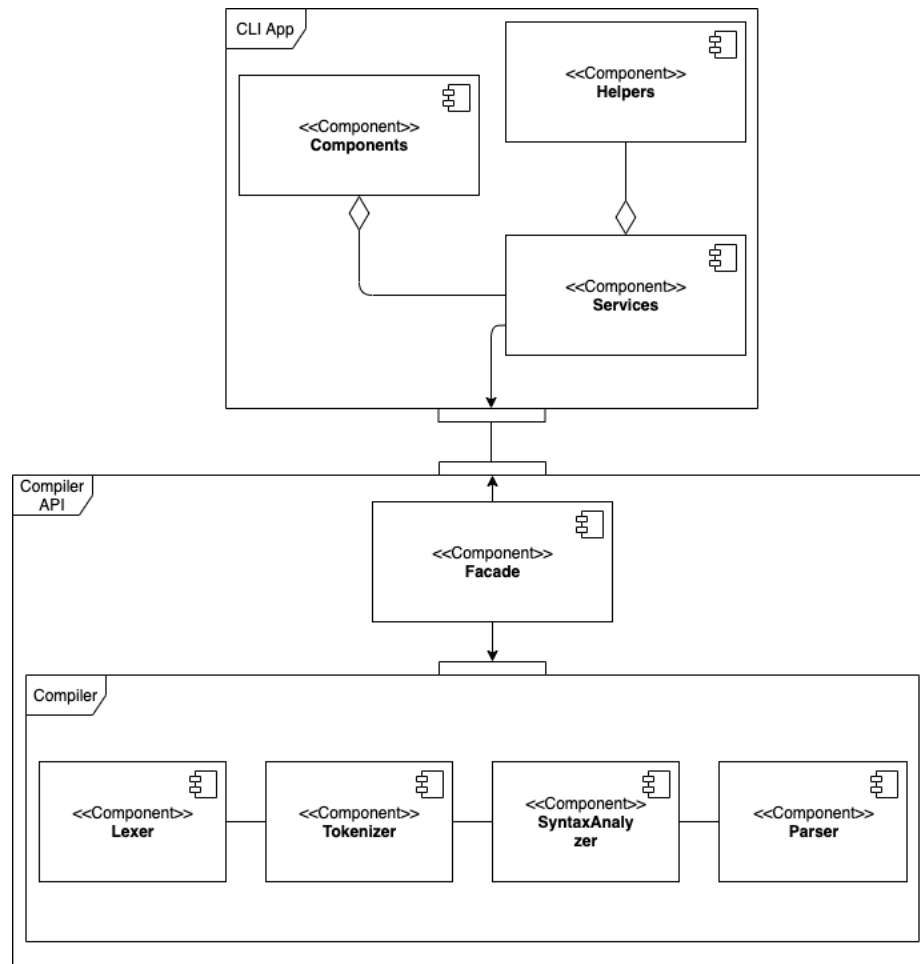 CLI App
<<Component>>
Components
<<Component>>
Helpers
<<Component>>
Services
Compiler
API
<<Component>>
Facade
Compiler
<<Component>>
Lexer
<<Component>>
Tokenizer
<<Component>>
SyntaxAnaly
zer
<<Component>>
Parser